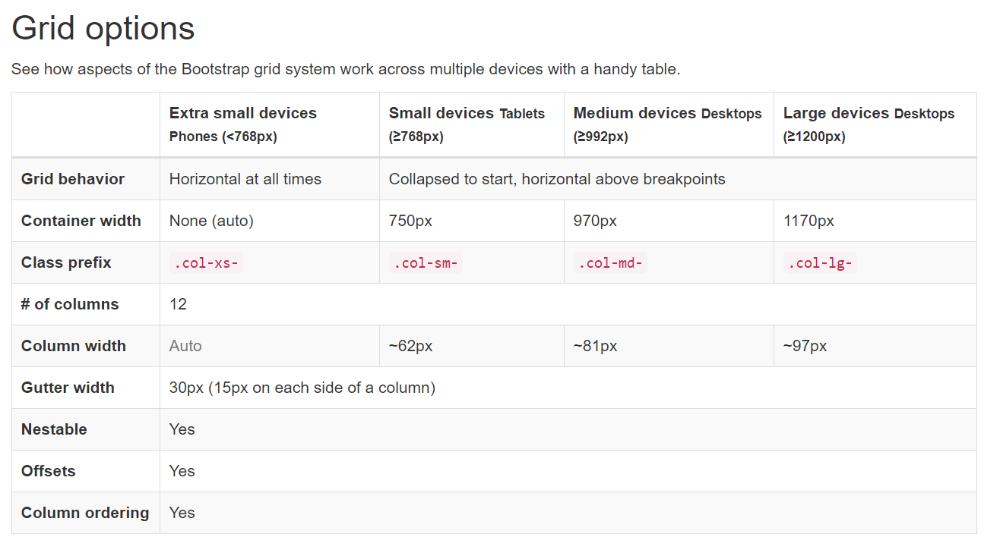 Grid options
See how aspects of the Bootstrap grid system work across multiple devices with a handy table.
Extra small devices Small devices Tablets Medium devices Desktops Large devices Desktops
Phones (<768px) (≥768px) (≥992px) (≥1200px)
Grid behavior Horizontal at all times Collapsed to start, horizontal above breakpoints
Container width None (auto) 750px 970px 1170px
Class prefix .col-xs- .col-sm- .col-md- .col-lg-
# of columns 12
Column width Auto ~62px ~81px ~97px
Gutter width 30px (15px on each side of a column)
Nestable Yes
Offsets Yes
Column ordering Yes